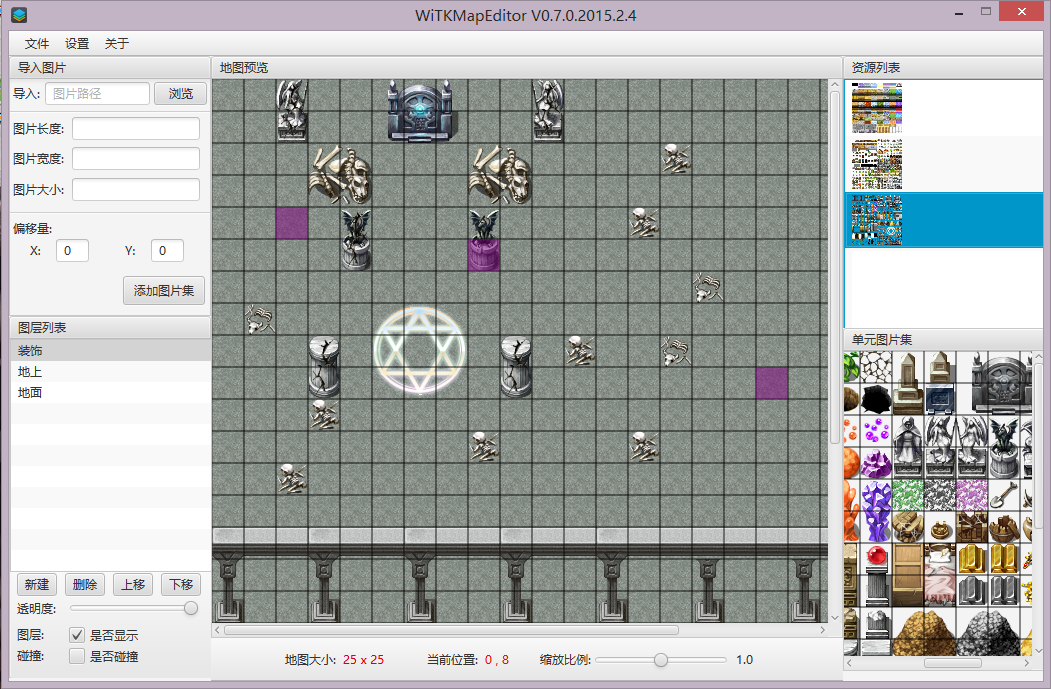 WiTKMapEditor V0.7.0.2015.2.4
文件 设置 关于
导入图片
导入: 图片路径 浏览
图片长度:
图片宽度:
图片大小:
偏移量:
X: 0 Y: 0
添加图片集
图层列表
装饰
地上
地面
新建 删除 上移 下移
透明度:
图层: 是否显示
碰撞: 是否碰撞
地图预览
地图大小: 25 x 25 当前位置: 0 , 8 缩放比例: 1.0
资源列表
单元图片集